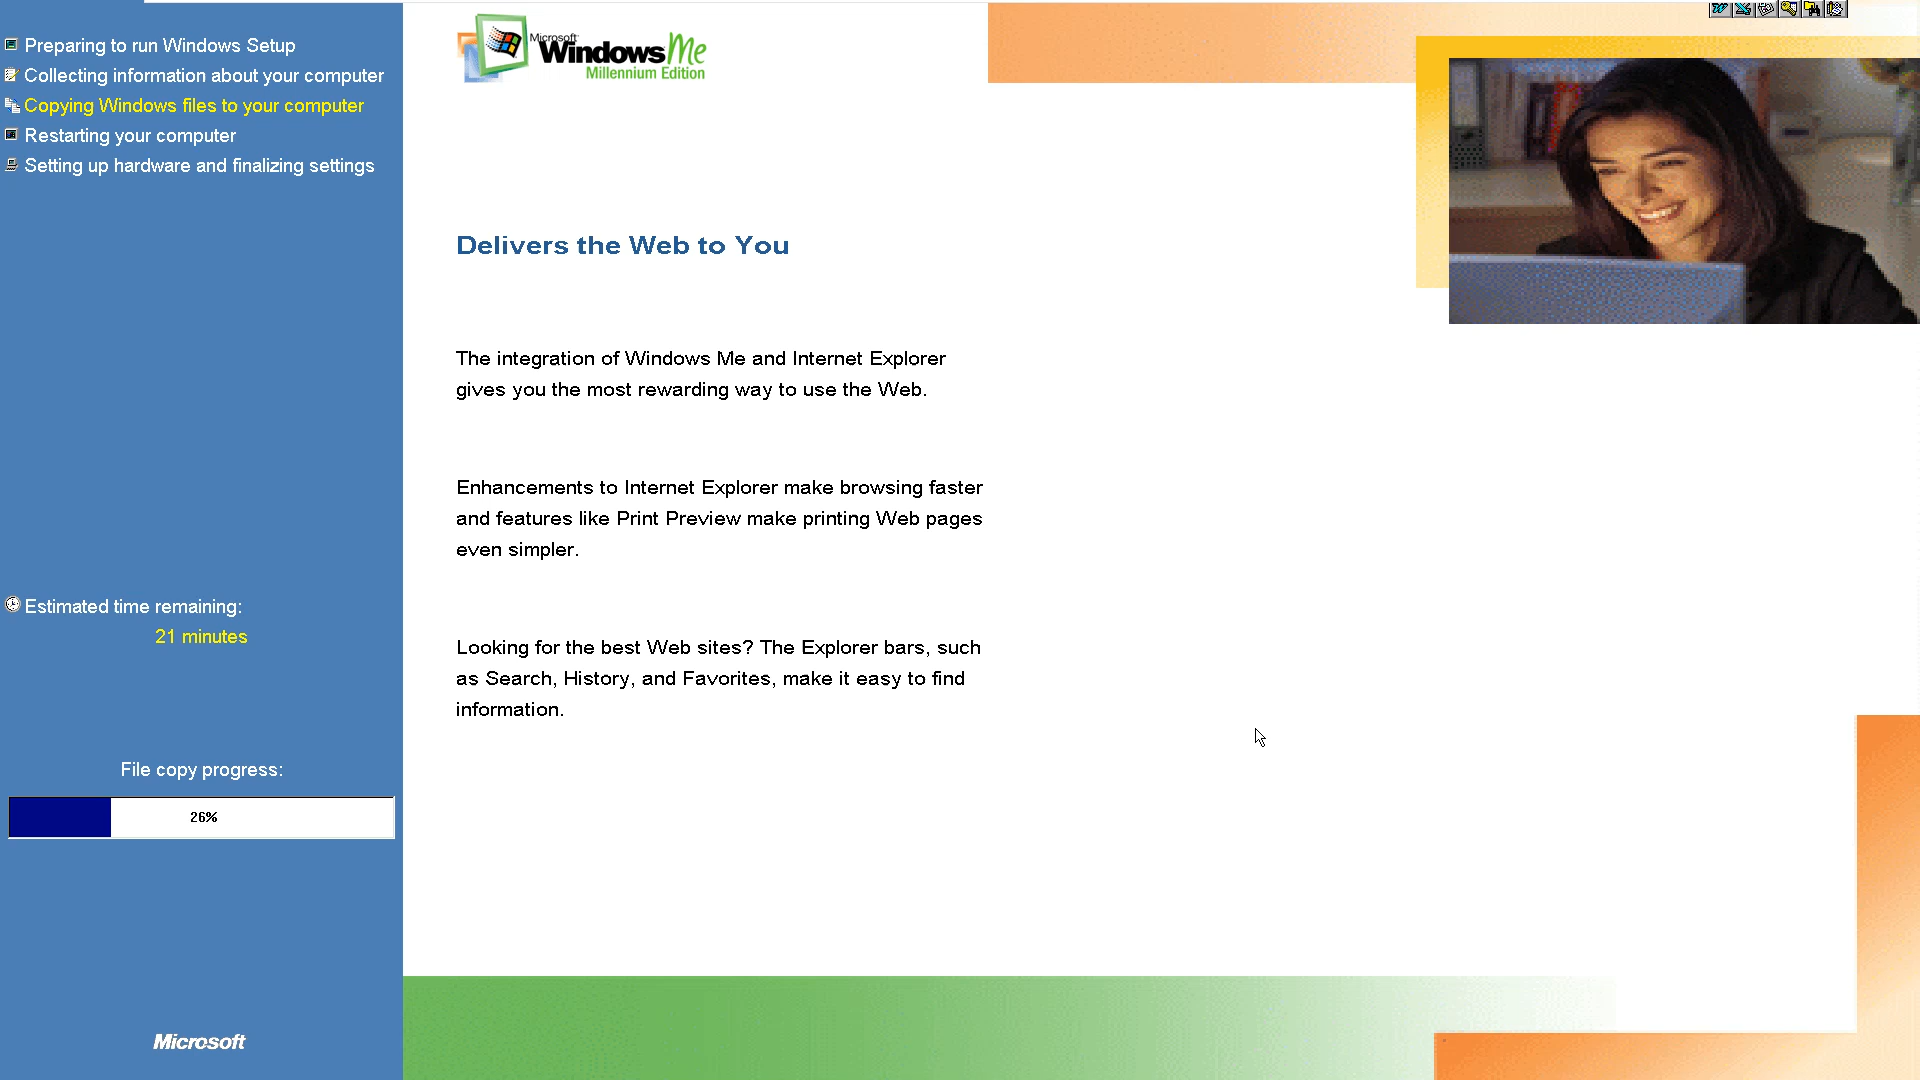 Preparing to run Windows Setup
Collecting information about your computer
Copying Windows files to your computer
Restarting your computer
Setting up hardware and finalizing settings
Estimated time remaining:
21 minutes
File copy progress:
26%
Microsoft
Microsoft
WindowsMe
Millennium Edition
Delivers the Web to You
The integration of Windows Me and Internet Explorer
gives you the most rewarding way to use the Web.
Enhancements to Internet Explorer make browsing faster
and features like Print Preview make printing Web pages
even simpler.
Looking for the best Web sites? The Explorer bars, such
as Search, History, and Favorites, make it easy to find
information.